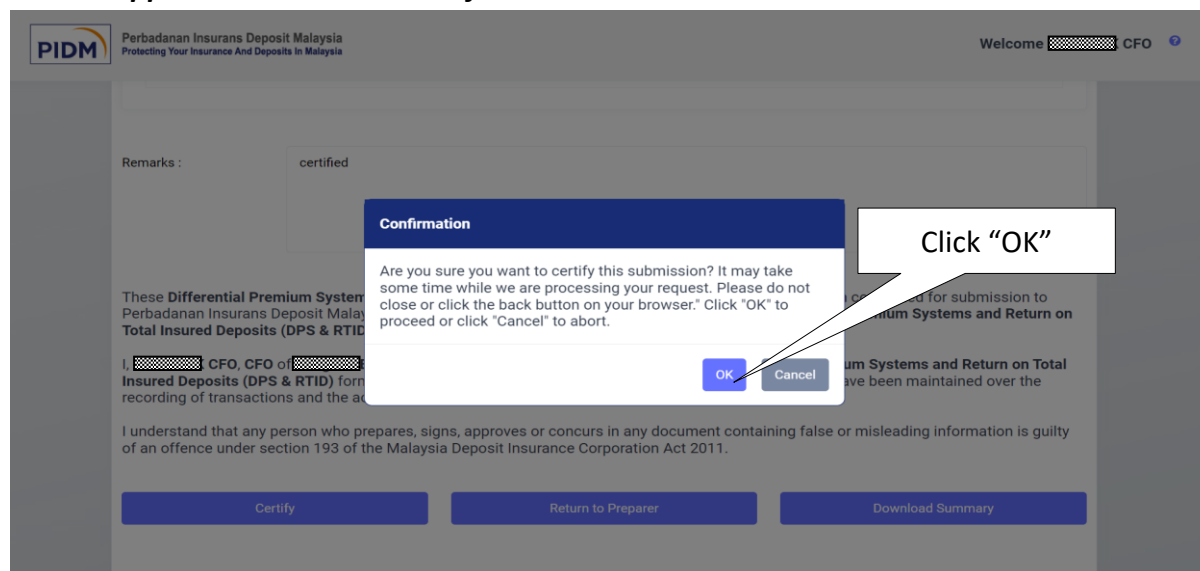 PIDM
Perbadanan Insurans Deposit Malaysia
Protecting Your Insurance And Deposits In Malaysia
Welcome CFO ?
Remarks :
certified
Confirmation
Are you sure you want to certify this submission? It may take
some time while we are processing your request. Please do not
close or click the back button on your browser." Click "OK" to
proceed or click "Cancel" to abort.
OK
Cancel
Click “OK”
These Differential Premium System for submission to
Perbadanan Insurans Deposit Malay Systems and Return on
Total Insured Deposits (DPS & RTID
I, CFO, CFO of um Systems and Return on Total
Insured Deposits (DPS & RTID) form ave been maintained over the
recording of transactions and the ac
I understand that any person who prepares, signs, approves or concurs in any document containing false or misleading information is guilty
of an offence under section 193 of the Malaysia Deposit Insurance Corporation Act 2011.
Certify
Return to Preparer
Download Summary